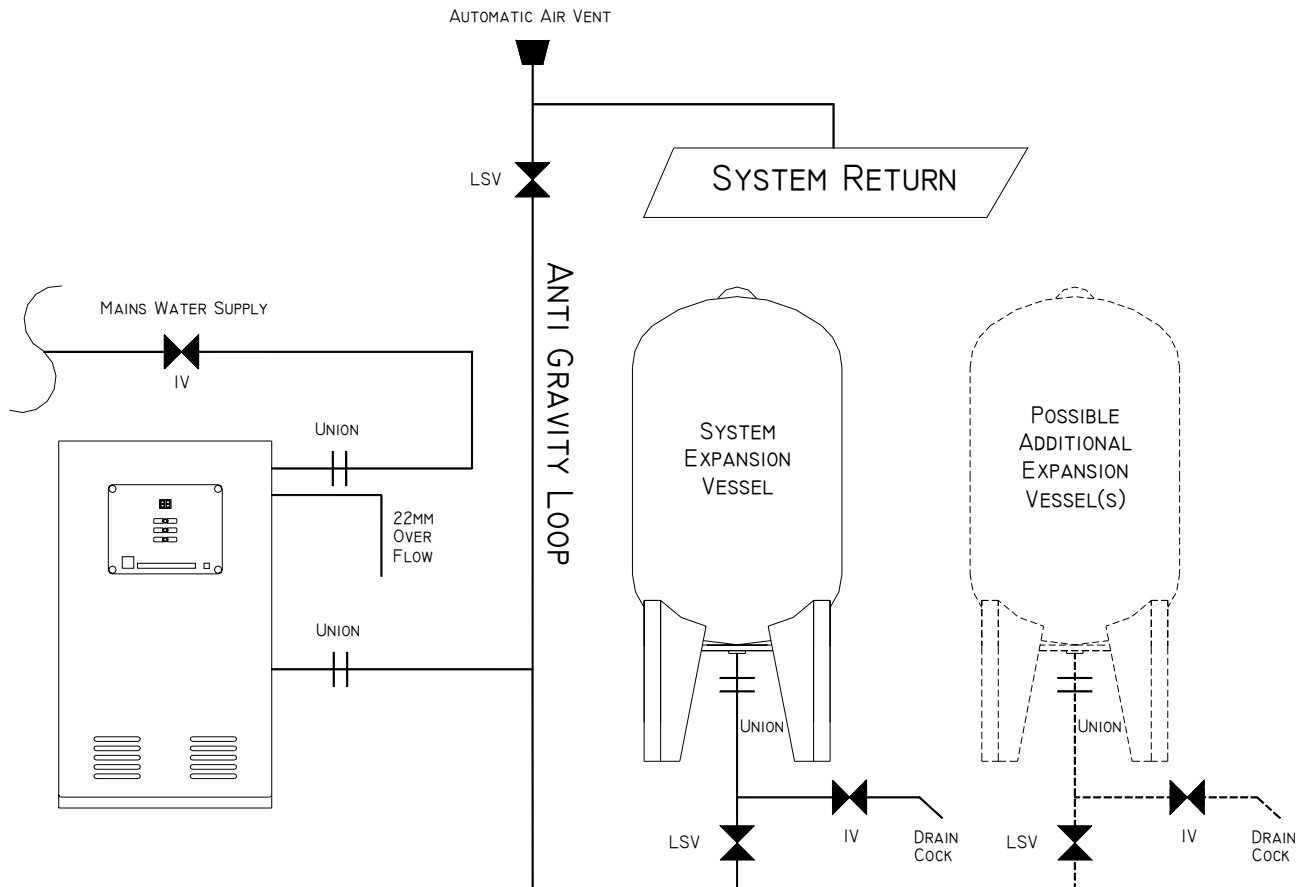 Automatic Air Vent
LSV
System Return
Anti Gravity Loop
Mains Water Supply
IV
Union
22mm
Over
Flow
Union
System
Expansion
Vessel
Possible
Additional
Expansion
Vessel(s)
Union
Union
LSV
IV
Drain
Cock
LSV
IV
Drain
Cock